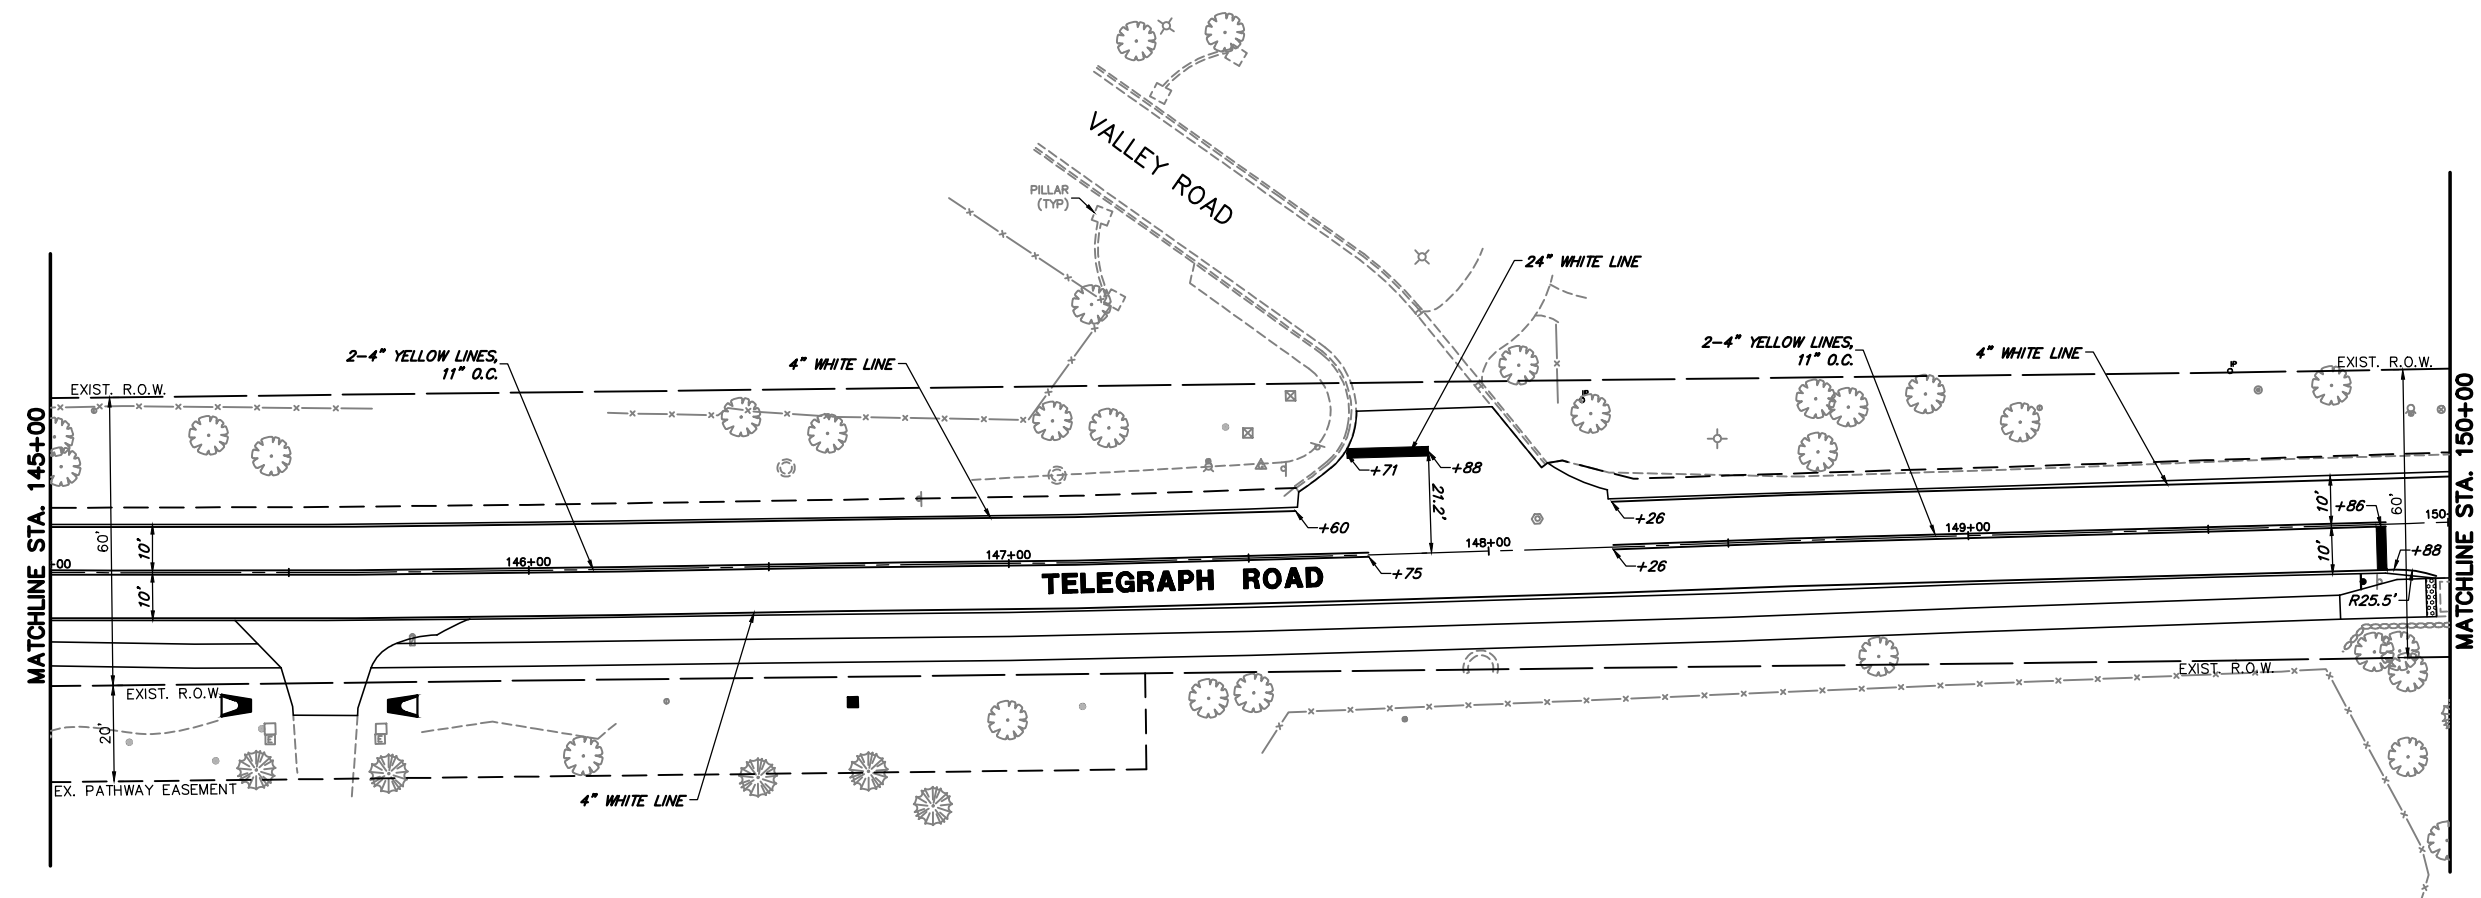 VALLEY ROAD
PILLAR
(TYP)
24" WHITE LINE
2-4" YELLOW LINES,
11" O.C.
4" WHITE LINE
2-4" YELLOW LINES,
11" O.C.
4" WHITE LINE
EXIST. R.O.W.
EXIST. R.O.W.
MATCHLINE STA. 145+00
MATCHLINE STA. 150+00
+71
+88
21.2'
+60
+26
10'
+86
60'
60'
10'
00
146+00
147+00
148+00
149+00
150
+75
+26
10'
+88
TELEGRAPH ROAD
10'
R25.5'
EXIST. R.O.W.
EXIST. R.O.W.
20'
E
E
EX. PATHWAY EASEMENT
4" WHITE LINE